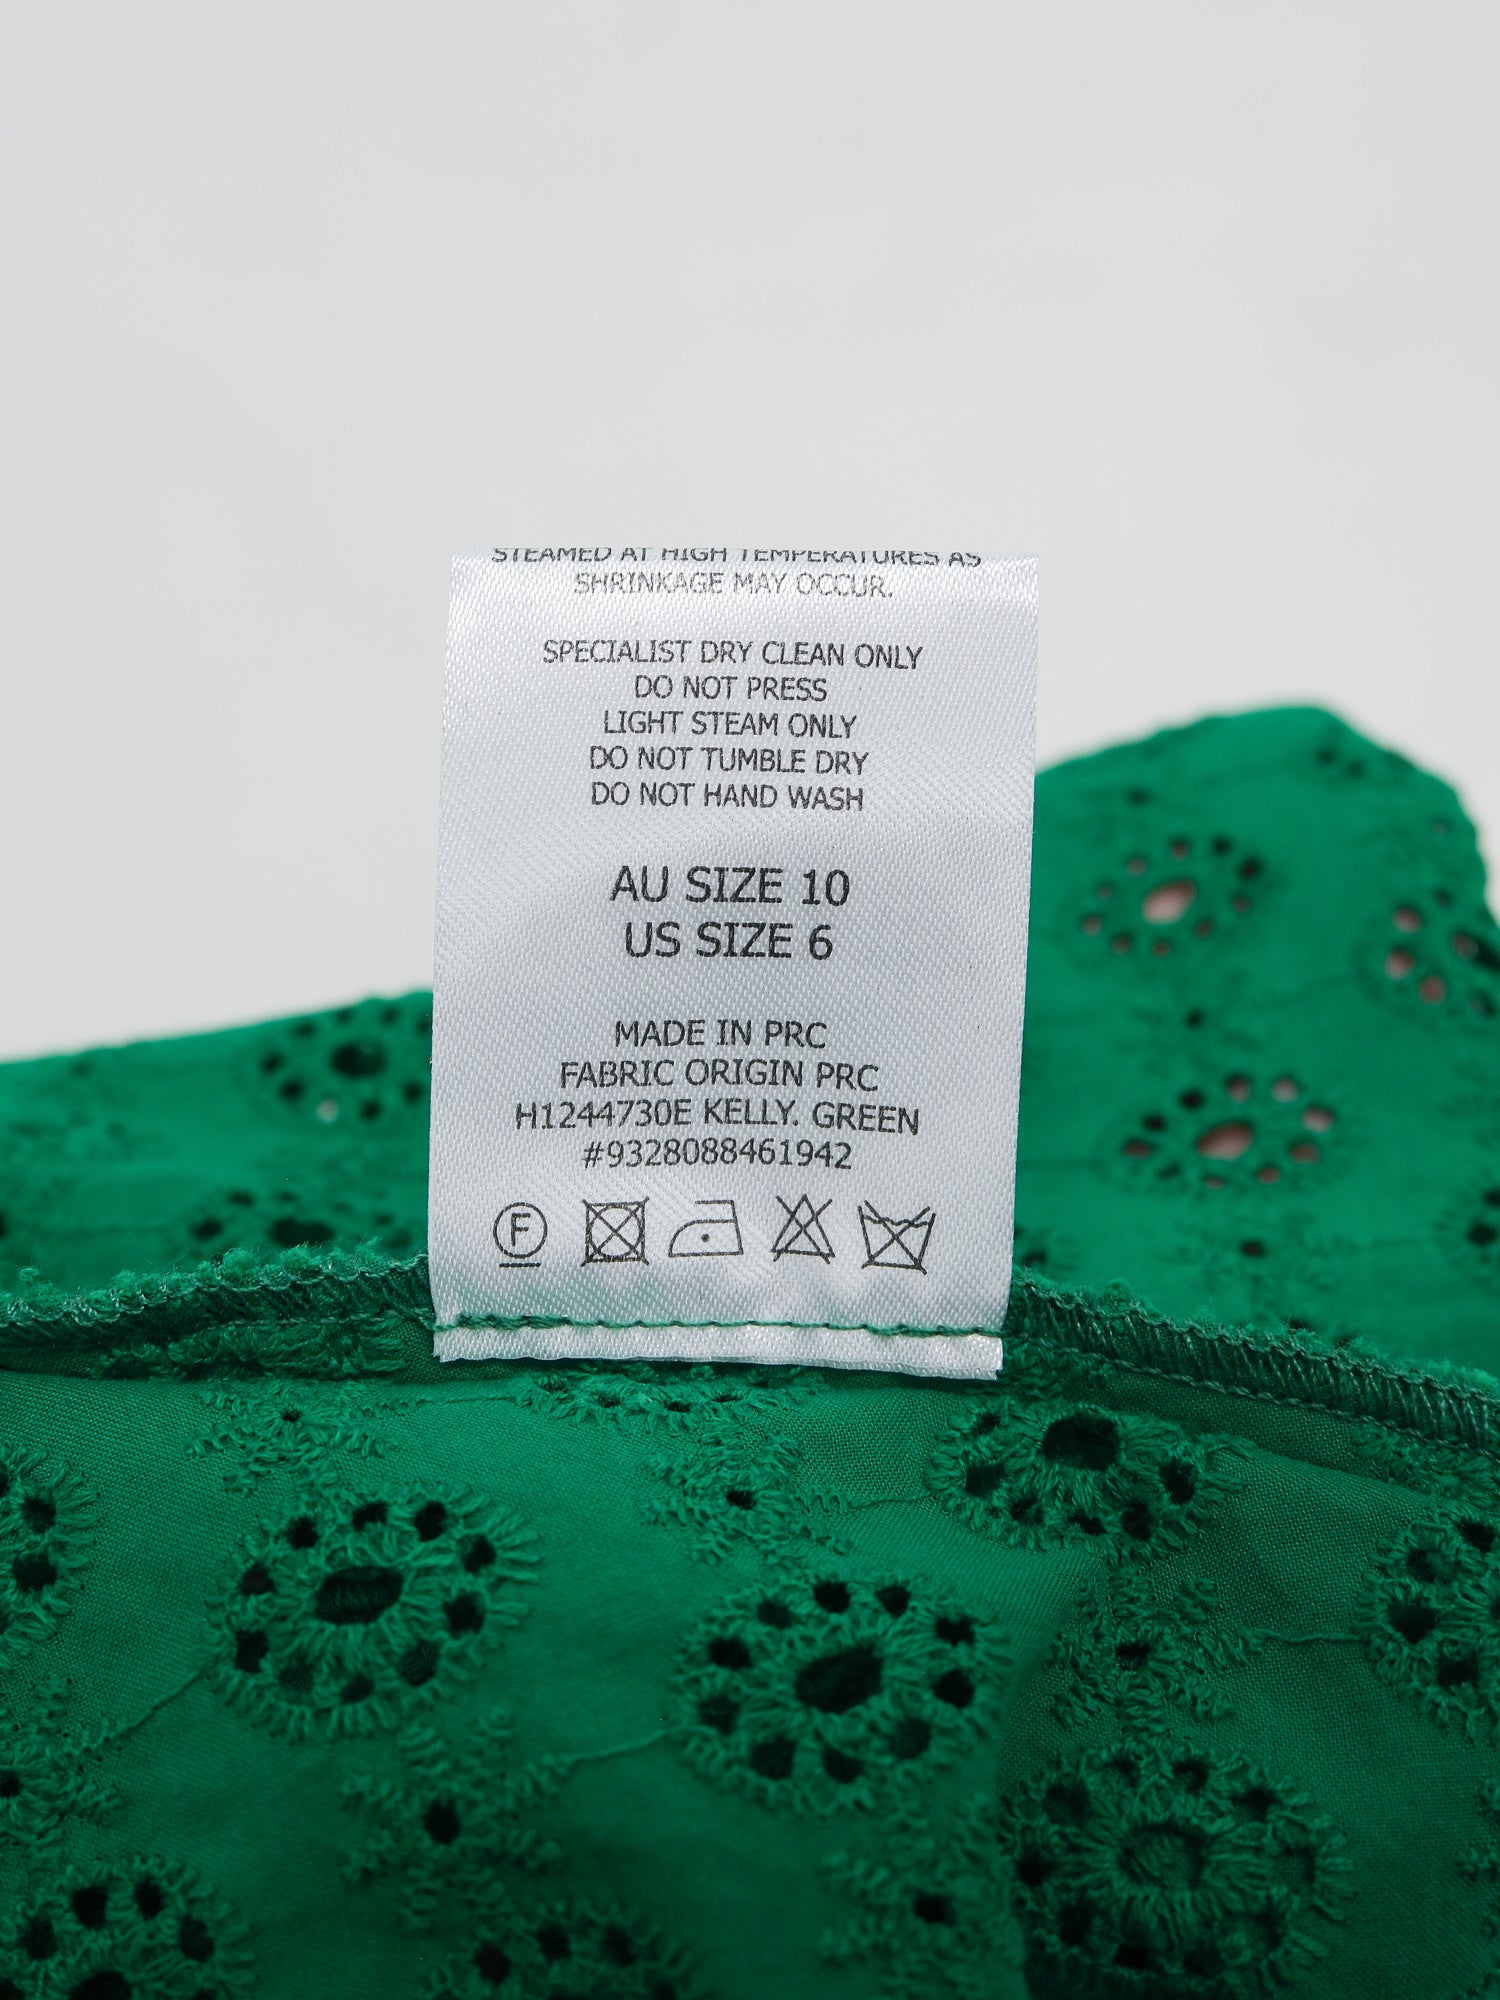 STEAMED AT HIGH TEMPERATURES AS
SHRINKAGE MAY OCCUR.
SPECIALIST DRY CLEAN ONLY
DO NOT PRESS
LIGHT STEAM ONLY
DO NOT TUMBLE DRY
DO NOT HAND WASH
AU SIZE 10
US SIZE 6
MADE IN PRC
FABRIC ORIGIN PRC
H1244730E KELLY. GREEN
#9328088461942
F